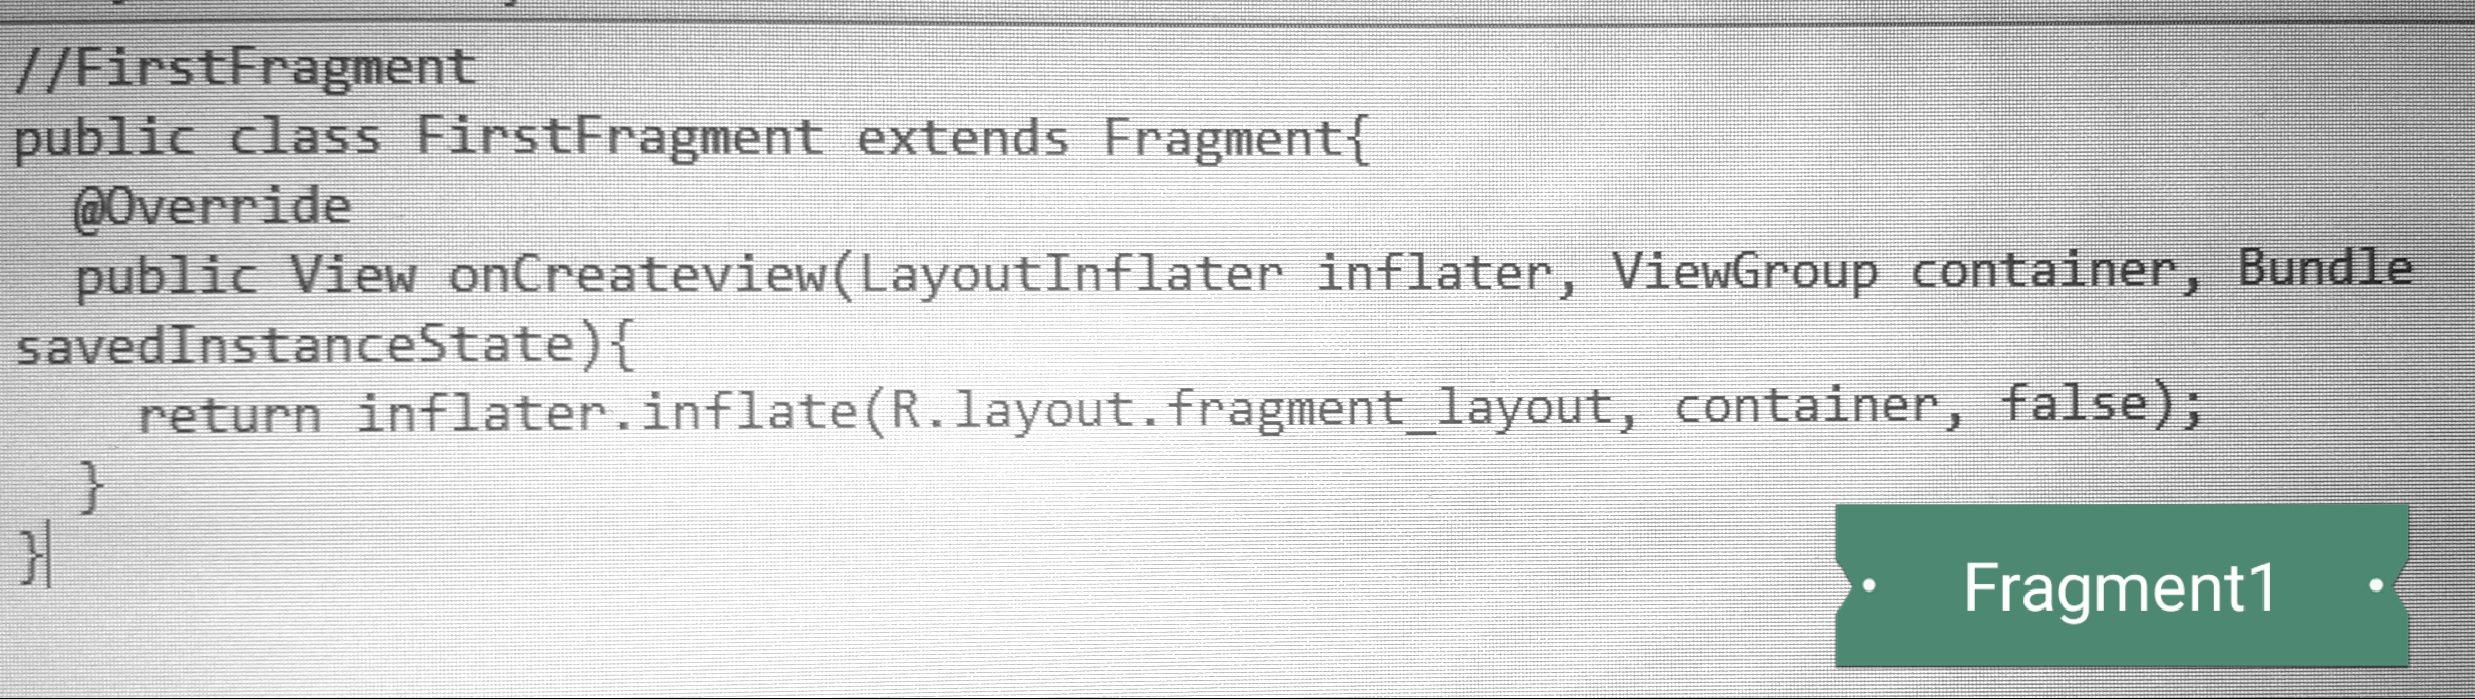 //FirstFragment
public class FirstFragment extends Fragment{
  @Override
  public View onCreateview(LayoutInflater inflater, ViewGroup container, Bundle
savedInstanceState){
    return inflater.inflate(R.layout.fragment_layout, container, false);
  }
}
Fragment1